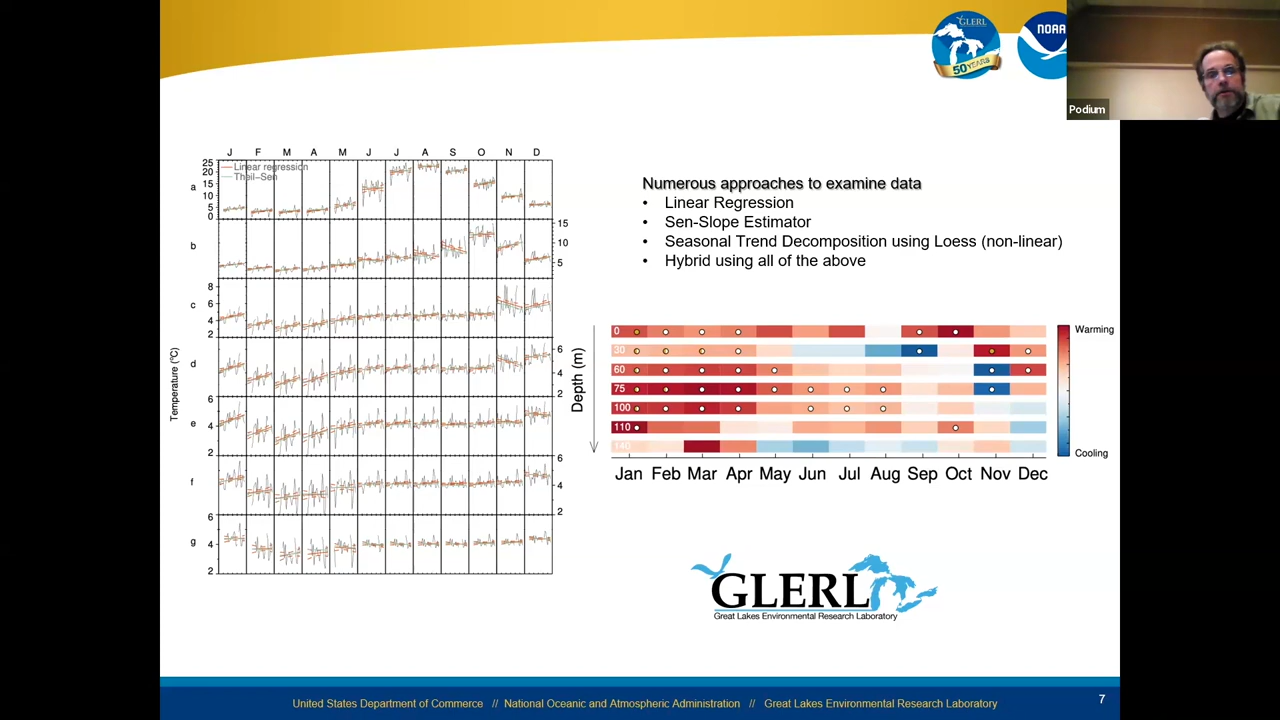 GLERL
50 YEARS
NOAA
Podium
J F M A M J J A S O N D
Linear regression
Theil-Sen
a
25
20
15
10
5
0
b
15
10
5
c
8
6
4
2
d
6
4
2
e
6
4
2
f
6
4
2
g
6
4
2
Temperature (°C)
Numerous approaches to examine data
• Linear Regression
• Sen-Slope Estimator
• Seasonal Trend Decomposition using Loess (non-linear)
• Hybrid using all of the above
Depth (m)
0
30
60
75
100
110
140
Jan Feb Mar Apr May Jun Jul Aug Sep Oct Nov Dec
Warming
Cooling
GLERL
Great Lakes Environmental Research Laboratory
United States Department of Commerce // National Oceanic and Atmospheric Administration // Great Lakes Environmental Research Laboratory
7